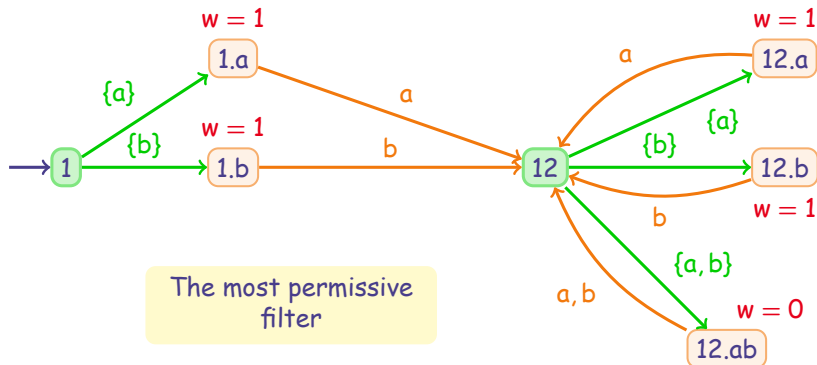 w = 1
w = 1
1.a
12.a
a
{a}
a
{a}
w = 1
{b}
b
{b}
1
1.b
12
12.b
b
w = 1
{a, b}
a, b
The most permissive
filter
w = 0
12.ab